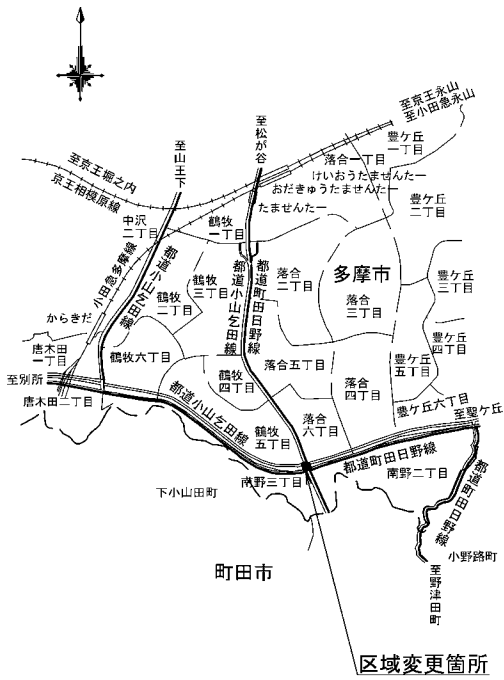 至京王永山
至小田急永山
至松が谷
至山王下
豊ケ丘
一丁目
落合一丁目
至京王堀之内
京王相模原線
けいおうたませんたー
おだきゅうたませんたー
たませんたー
豊ケ丘
二丁目
中沢
二丁目
鶴牧
一丁目
小田急多摩線
都道小山乞田線
鶴牧
三丁目
鶴牧
二丁目
都道小山乞田線
都道町田日野線
落合
二丁目
多摩市
落合
三丁目
豊ケ丘
三丁目
からきだ
豊ケ丘
四丁目
唐木田
一丁目
鶴牧六丁目
落合五丁目
豊ケ丘
五丁目
至別所
鶴牧
四丁目
落合
四丁目
唐木田二丁目
都道小山乞田線
豊ケ丘六丁目
至聖ケ丘
落合
六丁目
鶴牧
五丁目
都道町田日野線
南野三丁目
南野二丁目
都道町田日野線
下小山田町
小野路町
町田市
至野津田町
区域変更箇所